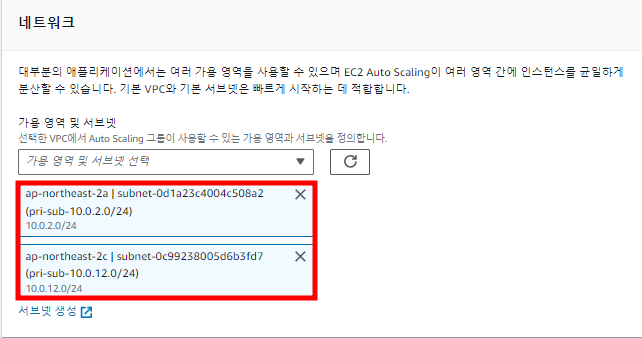 네트워크
대부분의 애플리케이션에서는 여러 가용 영역을 사용할 수 있으며 EC2 Auto Scaling이 여러 영역 간에 인스턴스를 균일하게
분산할 수 있습니다. 기본 VPC와 기본 서브넷은 빠르게 시작하는 데 적합합니다.
가용 영역 및 서브넷
선택한 VPC에서 Auto Scaling 그룹이 사용할 수 있는 가용 영역과 서브넷을 정의합니다.
가용 영역 및 서브넷 선택
ap-northeast-2a | subnet-0d1a23c4004c508a2
(pri-sub-10.0.2.0/24)
10.0.2.0/24
ap-northeast-2c | subnet-0c99238005d6b3fd7
(pri-sub-10.0.12.0/24)
10.0.12.0/24
서브넷 생성